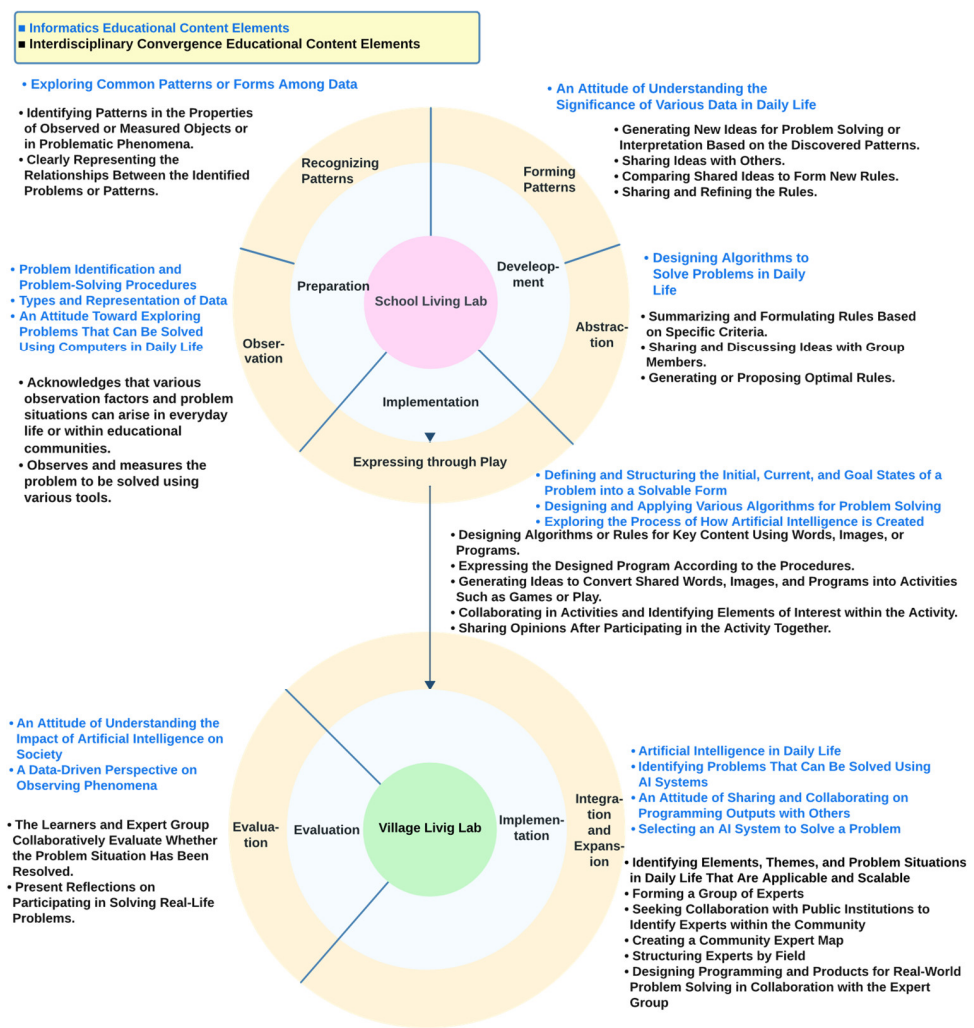 ■ Informatics Educational Content Elements
■ Interdisciplinary Convergence Educational Content Elements
• Exploring Common Patterns or Forms Among Data
• Identifying Patterns in the Properties
of Observed or Measured Objects or
in Problematic Phenomena.
• Clearly Representing the
Relationships Between the Identified
Problems or Patterns.
• An Attitude of Understanding the
Significance of Various Data in Daily Life
• Generating New Ideas for Problem Solving or
Interpretation Based on the Discovered Patterns.
• Sharing Ideas with Others.
• Comparing Shared Ideas to Form New Rules.
• Sharing and Refining the Rules.
Recognizing
Patterns
Forming
Patterns
• Problem Identification and
Problem-Solving Procedures
• Types and Representation of Data
• An Attitude Toward Exploring
Problems That Can Be Solved
Using Computers in Daily Life
• Acknowledges that various
observation factors and problem
situations can arise in everyday
life or within educational
communities.
• Observes and measures the
problem to be solved using
various tools.
Preparation
School Living Lab
Develeop-
ment
Obser-
vation
Abstrac-
tion
Implementation
Expressing through Play
• Designing Algorithms to
Solve Problems in Daily
Life
• Summarizing and Formulating Rules Based
on Specific Criteria.
• Sharing and Discussing Ideas with Group
Members.
• Generating or Proposing Optimal Rules.
• Defining and Structuring the Initial, Current, and Goal States of a
Problem into a Solvable Form
• Designing and Applying Various Algorithms for Problem Solving
• Exploring the Process of How Artificial Intelligence is Created
• Designing Algorithms or Rules for Key Content Using Words, Images, or
Programs.
• Expressing the Designed Program According to the Procedures.
• Generating Ideas to Convert Shared Words, Images, and Programs into Activities
Such as Games or Play.
• Collaborating in Activities and Identifying Elements of Interest within the Activity.
• Sharing Opinions After Participating in the Activity Together.
• An Attitude of Understanding the
Impact of Artificial Intelligence on
Society
• A Data-Driven Perspective on
Observing Phenomena
• The Learners and Expert Group
Collaboratively Evaluate Whether
the Problem Situation Has Been
Resolved.
• Present Reflections on
Participating in Solving Real-Life
Problems.
Evalua-
tion
Evaluation
Village Livig Lab
Implemen-
tation
Integra-
tion
and
Expans-
ion
• Artificial Intelligence in Daily Life
• Identifying Problems That Can Be Solved Using
AI Systems
• An Attitude of Sharing and Collaborating on
Programming Outputs with Others
• Selecting an AI System to Solve a Problem
• Identifying Elements, Themes, and Problem Situations
in Daily Life That Are Applicable and Scalable
• Forming a Group of Experts
• Seeking Collaboration with Public Institutions to
Identify Experts within the Community
• Creating a Community Expert Map
• Structuring Experts by Field
• Designing Programming and Products for Real-World
Problem Solving in Collaboration with the Expert
Group